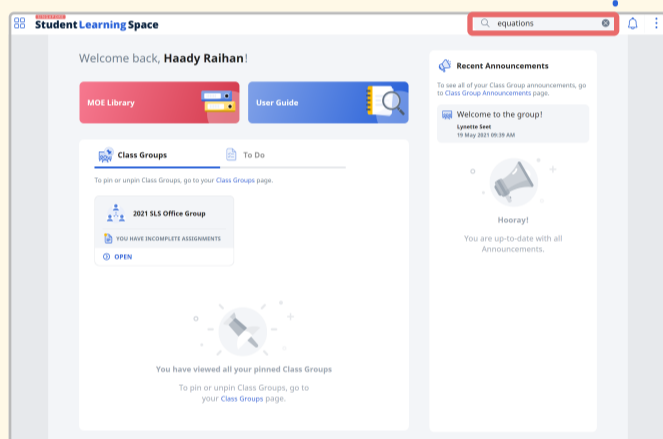 Student Learning Space
equations
Welcome back, Haady Raihan!
MOE Library
User Guide
Class Groups
To Do
To pin or unpin Class Groups, go to your Class Groups page.
2021 SLS Office Group
YOU HAVE INCOMPLETE ASSIGNMENTS
OPEN
You have viewed all your pinned Class Groups
To pin or unpin Class Groups, go to
your Class Groups page.
Recent Announcements
To see all of your Class Group announcements, go
to Class Group Announcements page.
Welcome to the group!
Lynette Seet
19 May 2021 09:39 AM
Hooray!
You are up-to-date with all
Announcements.